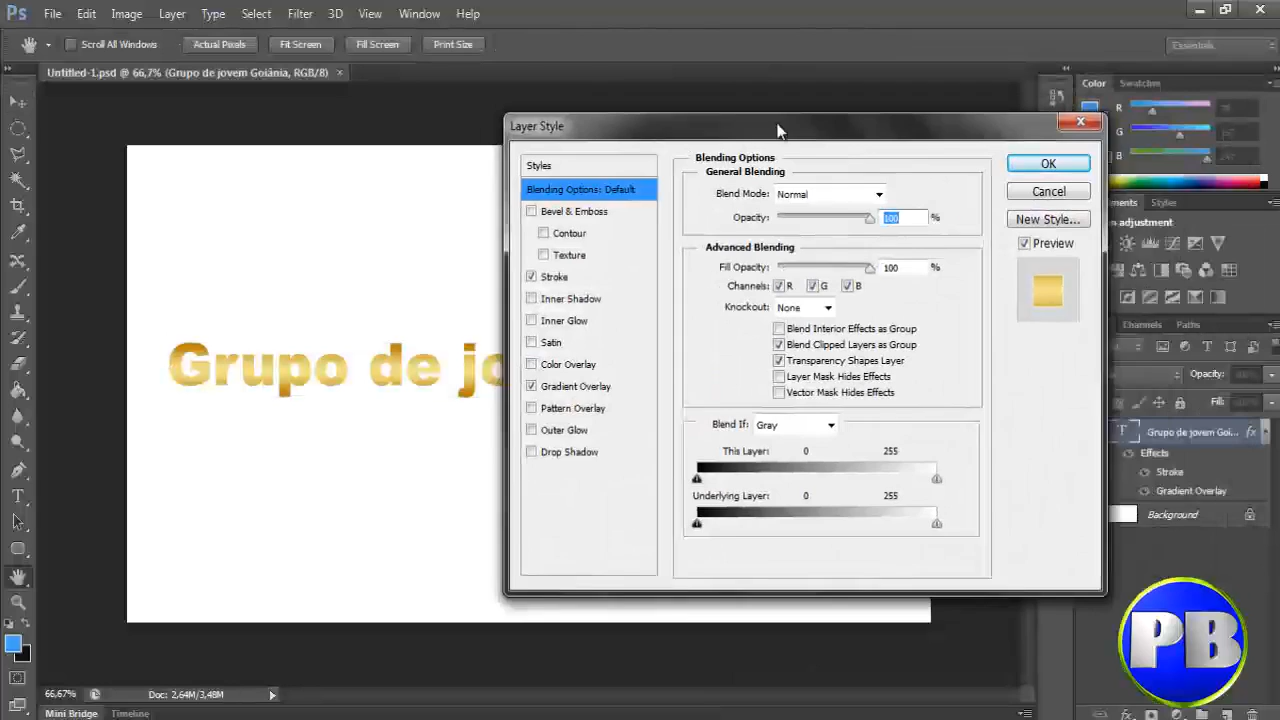 Ps File Edit Image Layer Type Select Filter 3D View Window Help
Scroll All Windows Actual Pixels Fit Screen Fill Screen Print Size Essentials
Untitled-1.psd @ 66,7% (Grupo de jovem Goiânia, RGB/8) ×
Color Swatches
R
G
B
Styles
adjustment
Channels Paths
Opacity:
Fill:
T Grupo de jovem Goi... fx
Effects
Stroke
Gradient Overlay
Background
Grupo de jo
Layer Style
Styles
Blending Options: Default
Bevel & Emboss
Contour
Texture
Stroke
Inner Shadow
Inner Glow
Satin
Color Overlay
Gradient Overlay
Pattern Overlay
Outer Glow
Drop Shadow
Blending Options
General Blending
Blend Mode: Normal
Opacity: 100 %
Advanced Blending
Fill Opacity: 100 %
Channels: R G B
Knockout: None
Blend Interior Effects as Group
Blend Clipped Layers as Group
Transparency Shapes Layer
Layer Mask Hides Effects
Vector Mask Hides Effects
Blend If: Gray
This Layer: 0 255
Underlying Layer: 0 255
OK
Cancel
New Style...
Preview
PB
66,67% Doc: 2,64M/3,48M
Mini Bridge Timeline